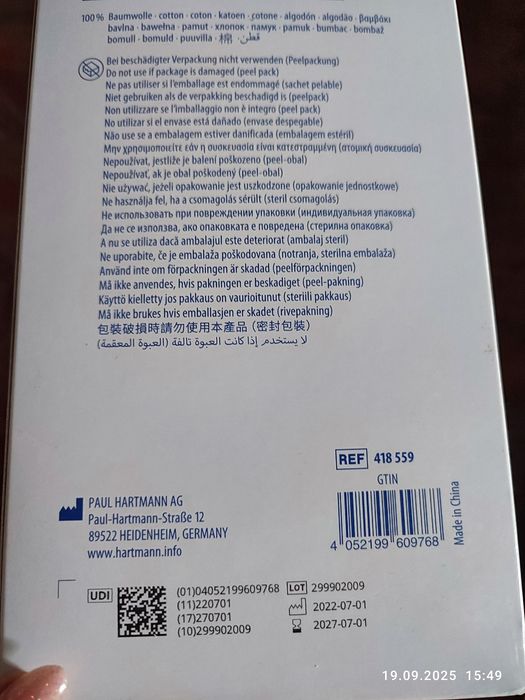 100 % Baumwolle · cotton · coton · katoen · cotone · algodón · algodão · βαμβάκι
bavlna · bawełna · pamut · хлопок · памук · pamuk · bumbac · bombaž
bomull · bomuld · puuvilla · 棉 · قطن
Bei beschädigter Verpackung nicht verwenden (Peelpackung)
Do not use if package is damaged (peel pack)
Ne pas utiliser si l'emballage est endommagé (sachet pelable)
Niet gebruiken als de verpakking beschadigd is (peelpack)
Non utilizzare se l'imballaggio non è integro (peel pack)
No utilizar si el envase está dañado (envase despegable)
Não use se a embalagem estiver danificada (embalagem estéril)
Μην χρησιμοποιείτε εάν η συσκευασία είναι κατεστραμμένη (ατομική συσκευασία)
Nepoužívat, jestliže je balení poškozeno (peel-obal)
Nepoužívať, ak je obal poškodený (peel-obal)
Nie używać, jeżeli opakowanie jest uszkodzone (opakowanie jednostkowe)
Ne használja fel, ha a csomagolás sérült (steril csomagolás)
Не использовать при повреждении упаковки (индивидуальная упаковка)
Да не се използва, ако опаковката е повредена (стерилна опаковка)
A nu se utiliza dacă ambalajul este deteriorat (ambalaj steril)
Ne uporabite, če je embalaža poškodovana (notranja, sterilna embalaža)
Använd inte om förpackningen är skadad (peelförpackningen)
Må ikke anvendes, hvis pakningen er beskadiget (peel-pakning)
Käyttö kielletty jos pakkaus on vaurioitunut (steriili pakkaus)
Må ikke brukes hvis emballasjen er skadet (rivepakning)
包裝破損時請勿使用本產品 (密封包裝)
لا يستخدم إذا كانت العبوة تالفة (العبوة المعقمة)
REF 418 559
GTIN
4 052199 609768
Made in China
PAUL HARTMANN AG
Paul-Hartmann-Straße 12
89522 HEIDENHEIM, GERMANY
www.hartmann.info
UDI
(01)04052199609768
(11)220701
(17)270701
(10)299902009
LOT 299902009
2022-07-01
2027-07-01
19.09.2025 15:49